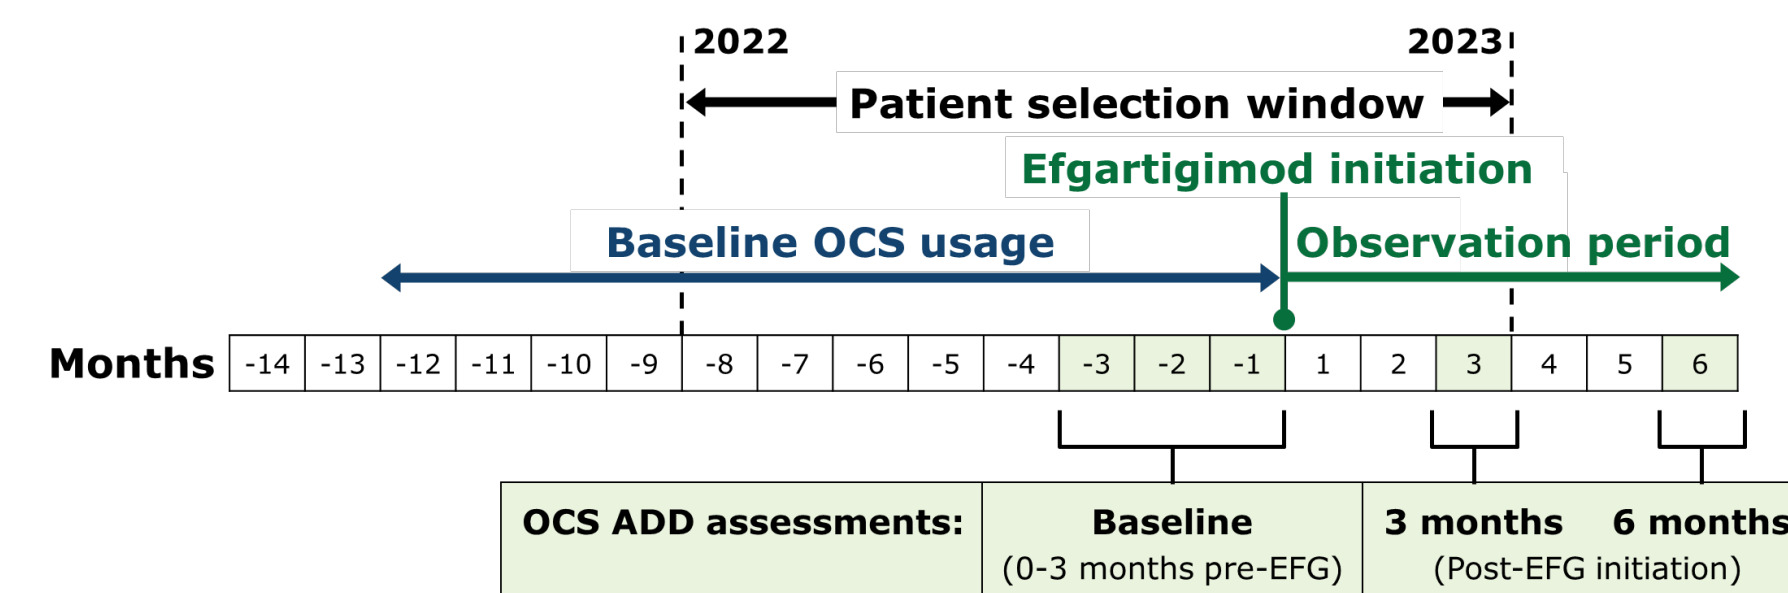 2022 2023
Patient selection window
Efgartigimod initiation
Baseline OCS usage Observation period
Months -14 -13 -12 -11 -10 -9 -8 -7 -6 -5 -4 -3 -2 -1 1 2 3 4 5 6
OCS ADD assessments: Baseline 3 months 6 months
(0-3 months pre-EFG) (Post-EFG initiation)